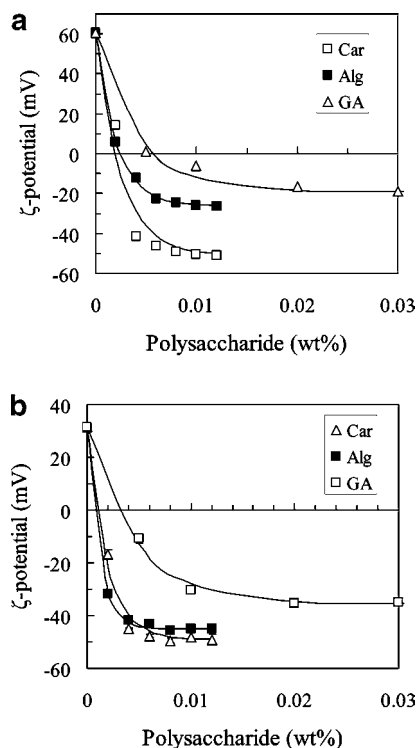 a
60
40
20
0
-20
-40
-60
ζ-potential (mV)
Car
Alg
GA
0
0.01
0.02
0.03
Polysaccharide (wt%)
b
40
20
0
-20
-40
-60
ζ-potential (mV)
Car
Alg
GA
0
0.01
0.02
0.03
Polysaccharide (wt%)